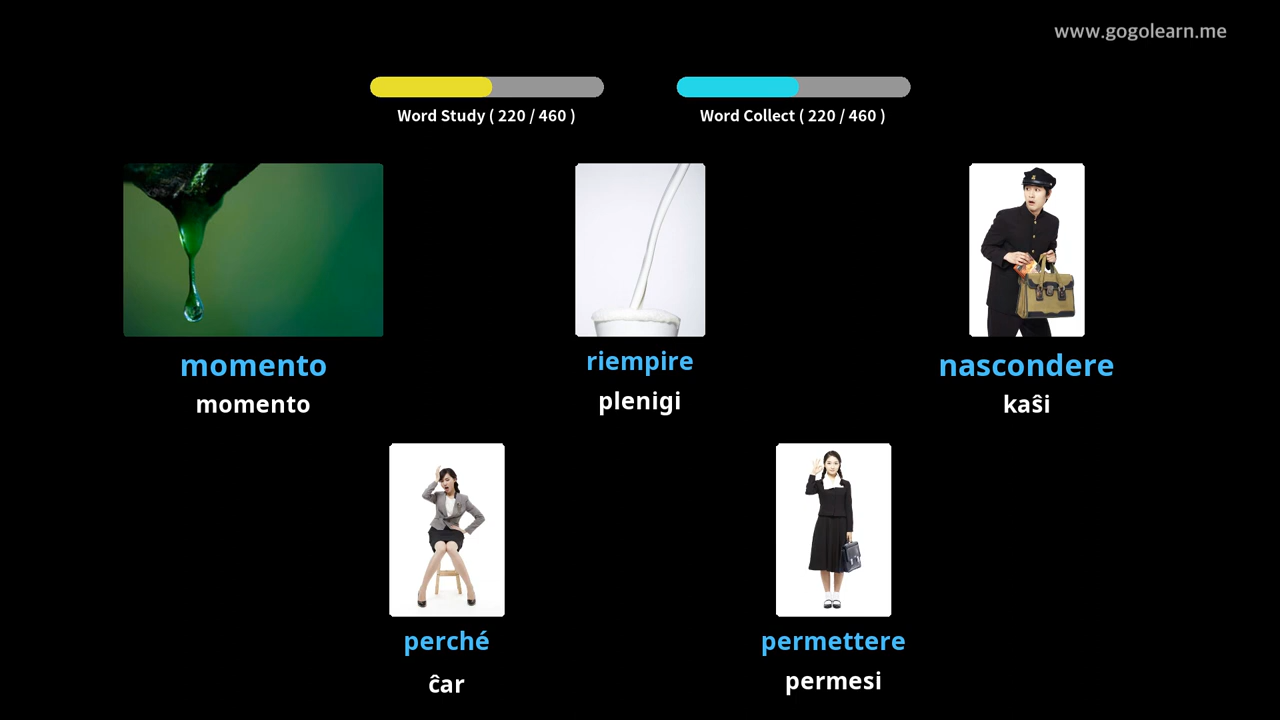 www.gogolearn.me
Word Study ( 220 / 460 )
Word Collect ( 220 / 460 )
momento
momento
riempire
plenigi
nascondere
kaŝi
perché
ĉar
permettere
permesi